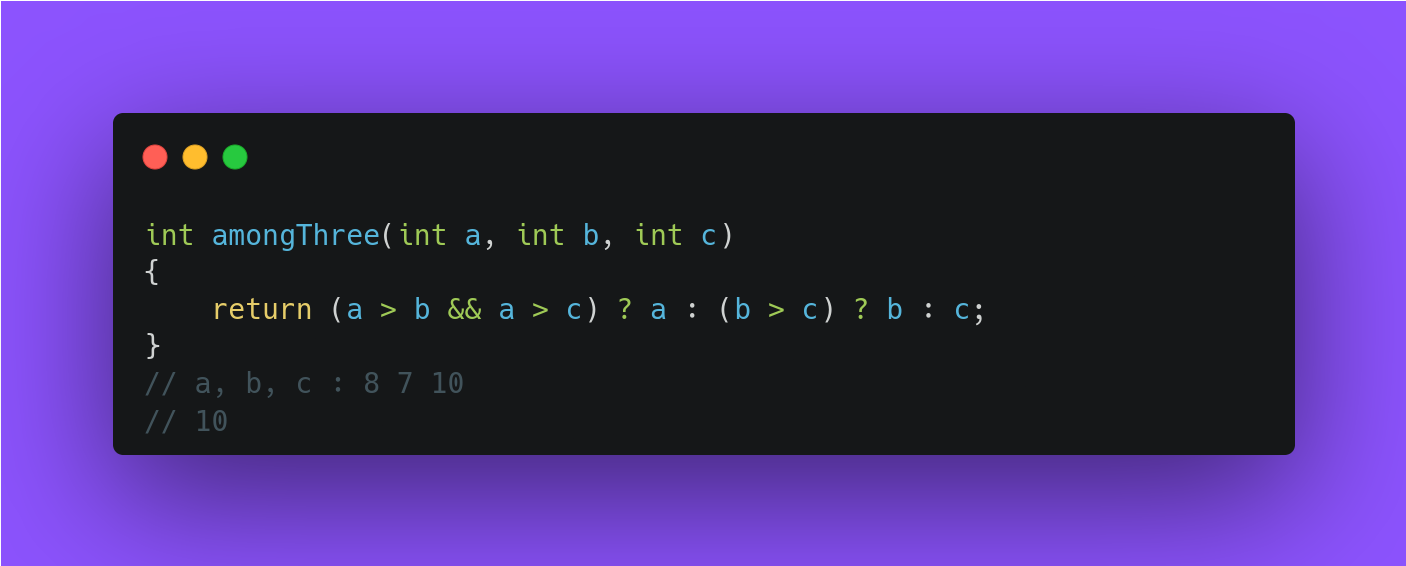 int amongThree(int a, int b, int c)
{
    return (a > b && a > c) ? a : (b > c) ? b : c;
}
// a, b, c : 8 7 10
// 10